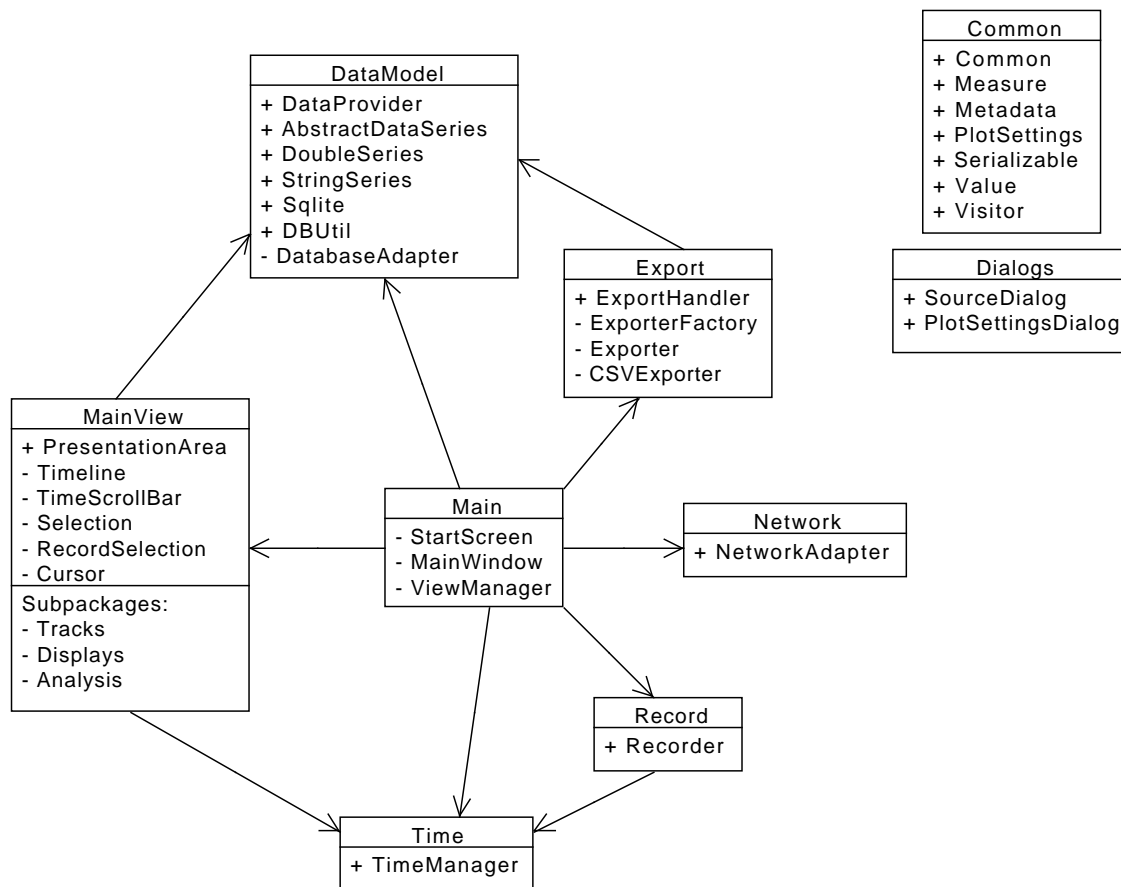 Common
+ Common
+ Measure
+ Metadata
+ PlotSettings
+ Serializable
+ Value
+ Visitor
DataModel
+ DataProvider
+ AbstractDataSeries
+ DoubleSeries
+ StringSeries
+ Sqlite
+ DBUtil
- DatabaseAdapter
Export
+ ExportHandler
- ExporterFactory
- Exporter
- CSVExporter
Dialogs
+ SourceDialog
+ PlotSettingsDialog
MainView
+ PresentationArea
- Timeline
- TimeScrollBar
- Selection
- RecordSelection
- Cursor
Subpackages:
- Tracks
- Displays
- Analysis
Main
- StartScreen
- MainWindow
- ViewManager
Network
+ NetworkAdapter
Record
+ Recorder
Time
+ TimeManager